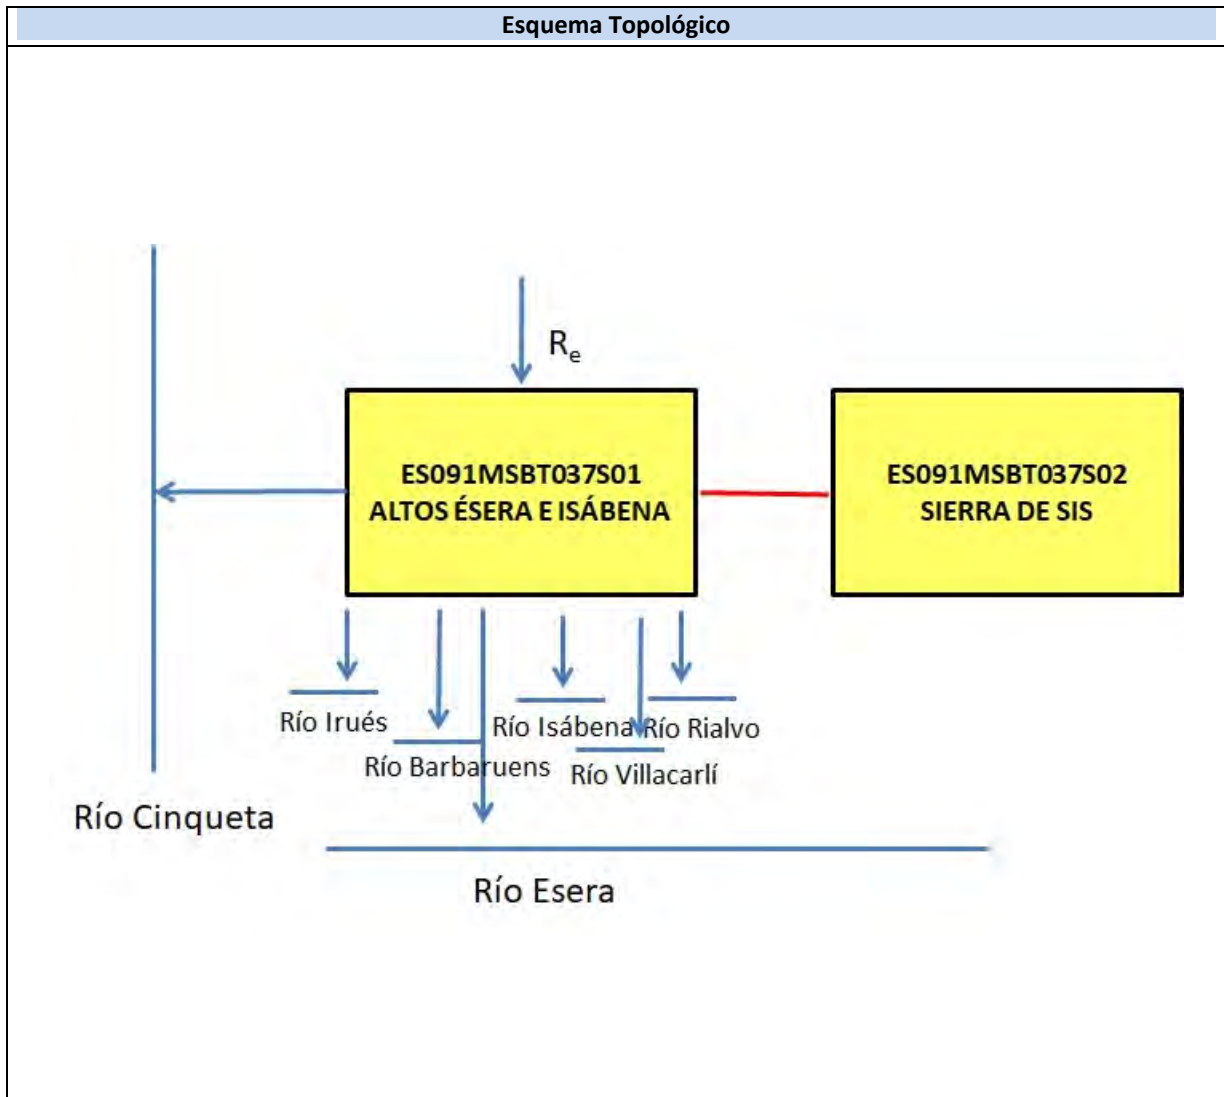 Esquema Topológico
Re
ES091MSBT037S01
ALTOS ÉSERA E ISÁBENA
ES091MSBT037S02
SIERRA DE SIS
Río Irués
Río Isábena
Río Rialvo
Río Barbaruens
Río Villacarlí
Río Cinqueta
Río Esera